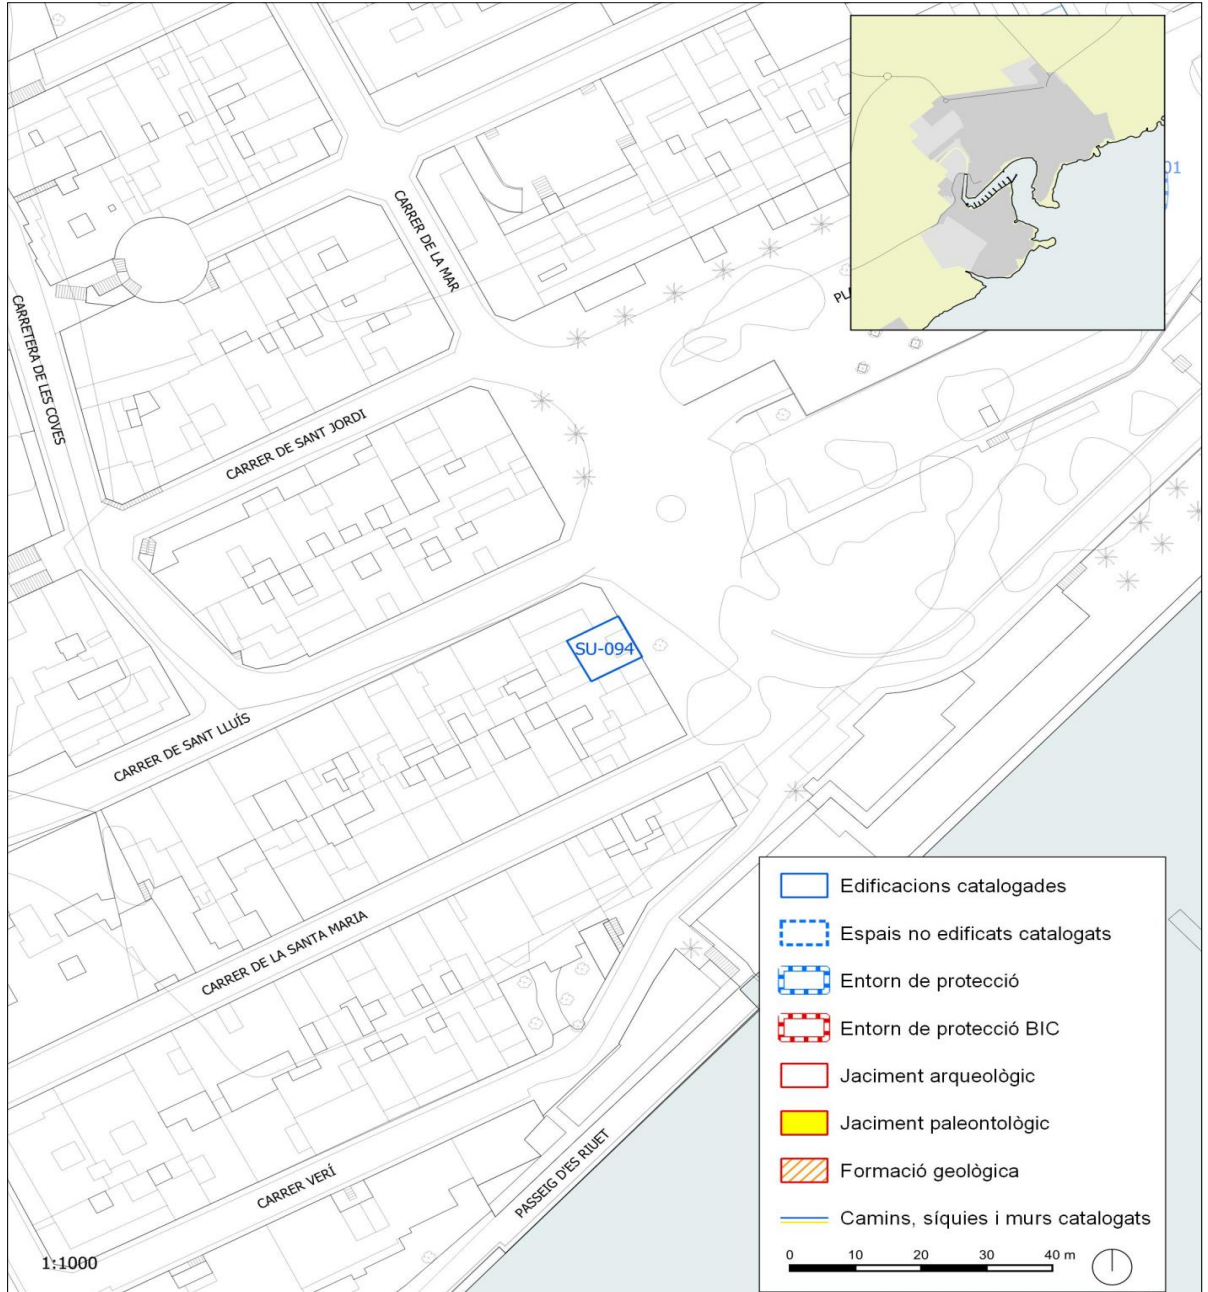 01
CARRER DE LA MAR
PLA
CARRETERA DE LES COVES
CARRER DE SANT JORDI
SU-094
CARRER DE SANT LLUÍS
CARRER DE LA SANTA MARIA
CARRER VERÍ
PASSEIG D'ES RIUET
1:1000
Edificacions catalogades
Espais no edificats catalogats
Entorn de protecció
Entorn de protecció BIC
Jaciment arqueològic
Jaciment paleontològic
Formació geològica
Camins, síquies i murs catalogats
0 10 20 30 40 m